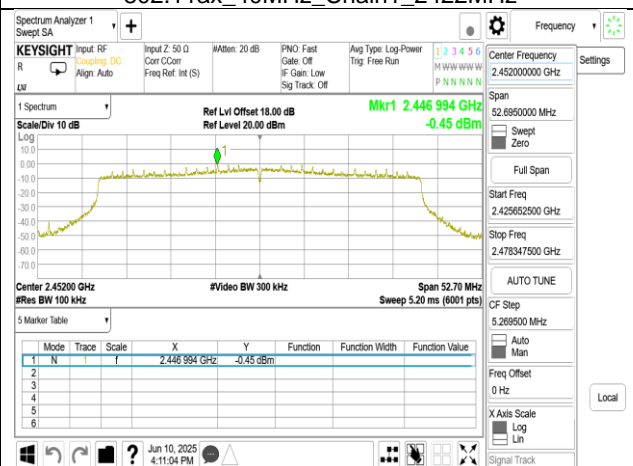 802.11ax_40MHz_Chain1_2422MHz
Spectrum Analyzer 1
Swept SA
Frequency
KEYSIGHT
R
LXI
Input: RF
Coupling: DC
Align: Auto
Input Z: 50 Ω
Corr CCorr
Freq Ref: Int (S)
#Atten: 20 dB
PNO: Fast
Gate: Off
IF Gain: Low
Sig Track: Off
Avg Type: Log-Power
Trig: Free Run
1 2 3 4 5 6
M W W W W W
P N N N N N
Center Frequency
2.452000000 GHz
Settings
1 Spectrum
Scale/Div 10 dB
Log
Ref Lvl Offset 18.00 dB
Ref Level 20.00 dBm
Mkr1 2.446 994 GHz
-0.45 dBm
Span
52.6950000 MHz
Swept
Zero
Full Span
Start Freq
2.425652500 GHz
Stop Freq
2.478347500 GHz
AUTO TUNE
CF Step
5.269500 MHz
Auto
Man
Freq Offset
0 Hz
X Axis Scale
Log
Lin
Signal Track
Local
10.0
0.00
-10.0
-20.0
-30.0
-40.0
-50.0
-60.0
-70.0
1
Center 2.45200 GHz
#Res BW 100 kHz
#Video BW 300 kHz
Span 52.70 MHz
Sweep 5.20 ms (6001 pts)
5 Marker Table
Mode Trace Scale X Y Function Function Width Function Value
1 N 1 f 2.446 994 GHz -0.45 dBm
2
3
4
5
6
?
Jun 10, 2025
4:11:04 PM